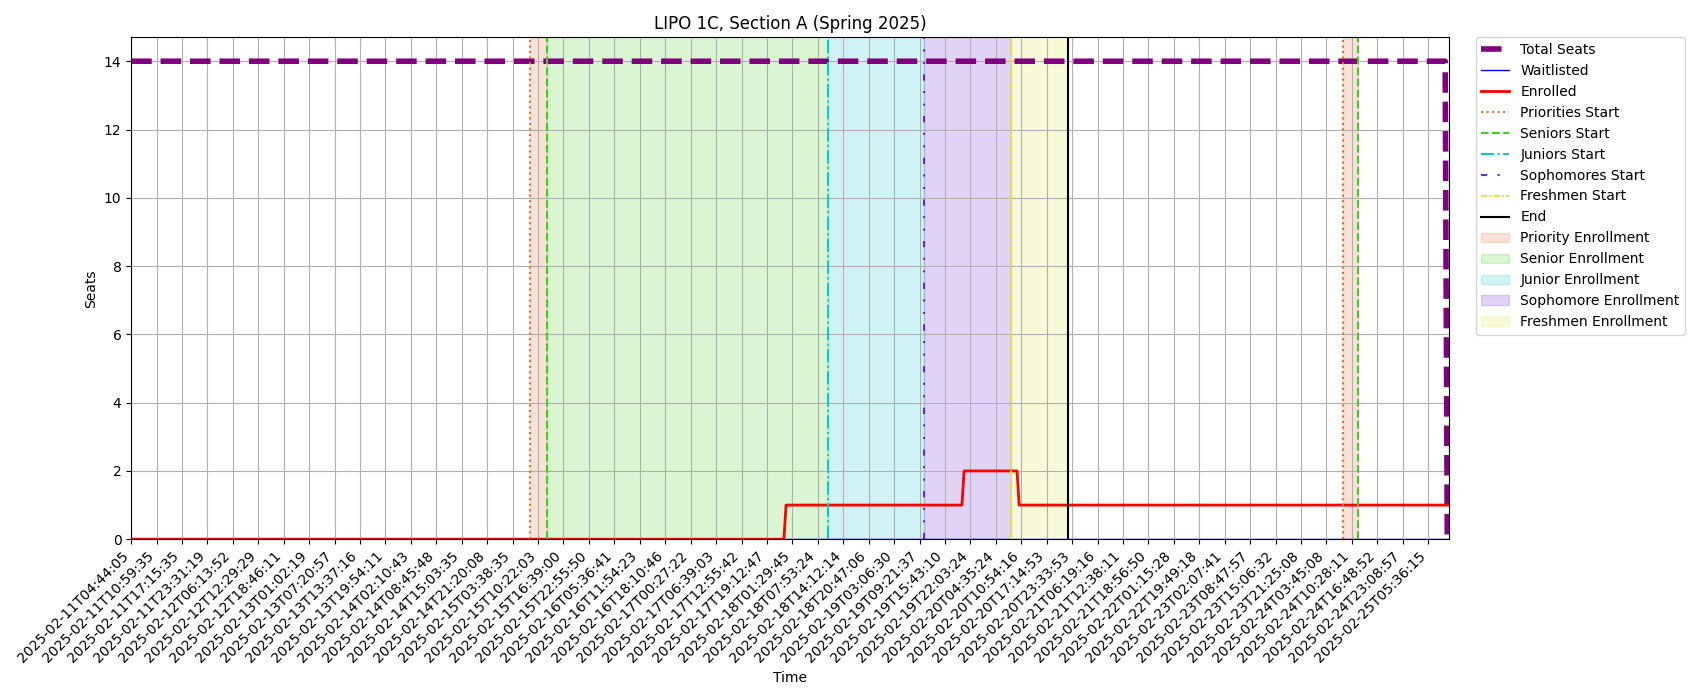 LIPO 1C, Section A (Spring 2025)
14
12
10
8
6
4
2
0
Seats
2025-02-11T04:44:05
2025-02-11T10:59:35
2025-02-11T17:15:35
2025-02-11T23:31:19
2025-02-12T06:13:52
2025-02-12T12:29:29
2025-02-12T18:46:11
2025-02-13T01:02:19
2025-02-13T07:20:57
2025-02-13T13:37:16
2025-02-13T19:54:11
2025-02-14T02:10:43
2025-02-14T08:45:48
2025-02-14T15:03:35
2025-02-14T21:20:08
2025-02-15T03:38:35
2025-02-15T10:22:03
2025-02-15T16:39:00
2025-02-15T22:55:50
2025-02-16T05:36:41
2025-02-16T11:54:23
2025-02-16T18:10:46
2025-02-17T00:27:22
2025-02-17T06:39:03
2025-02-17T12:55:42
2025-02-17T19:12:47
2025-02-18T01:29:45
2025-02-18T07:53:24
2025-02-18T14:12:14
2025-02-18T20:47:06
2025-02-19T03:06:30
2025-02-19T09:21:37
2025-02-19T15:43:10
2025-02-19T22:03:24
2025-02-20T04:35:24
2025-02-20T10:54:16
2025-02-20T17:14:53
2025-02-20T23:33:53
2025-02-21T06:19:16
2025-02-21T12:38:11
2025-02-21T18:56:50
2025-02-22T01:15:28
2025-02-22T19:49:18
2025-02-23T02:07:41
2025-02-23T08:47:57
2025-02-23T15:06:32
2025-02-23T21:25:08
2025-02-24T03:45:08
2025-02-24T10:28:11
2025-02-24T16:48:52
2025-02-24T23:08:57
2025-02-25T05:36:15
Time
Total Seats
Waitlisted
Enrolled
Priorities Start
Seniors Start
Juniors Start
Sophomores Start
Freshmen Start
End
Priority Enrollment
Senior Enrollment
Junior Enrollment
Sophomore Enrollment
Freshmen Enrollment